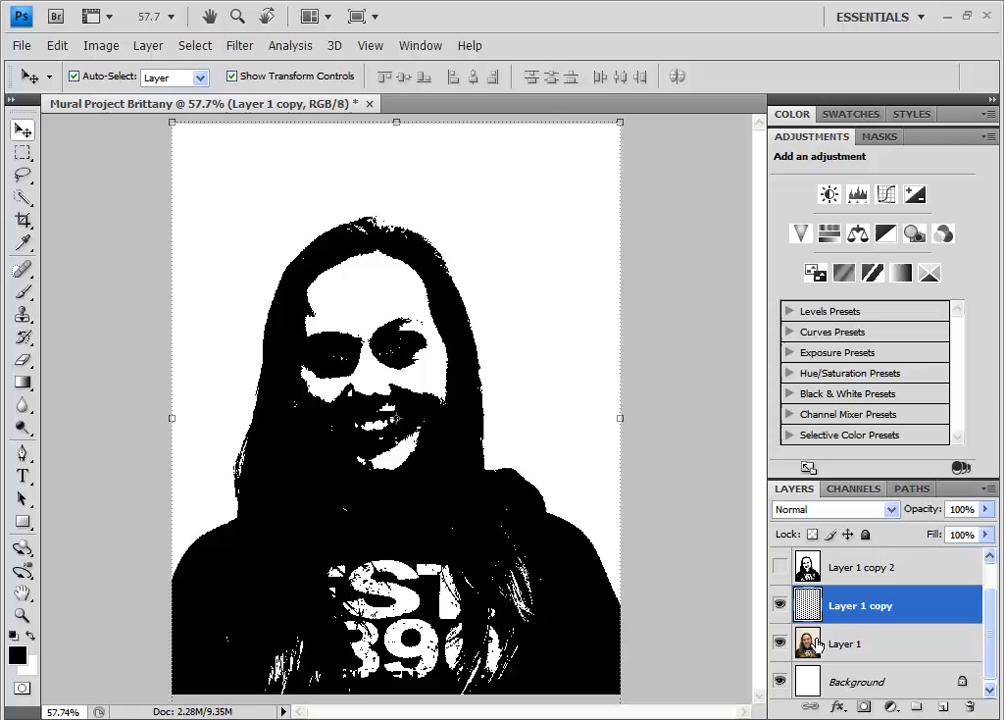 Ps Br 57.7 ESSENTIALS
File Edit Image Layer Select Filter Analysis 3D View Window Help
Auto-Select: Layer Show Transform Controls
Mural Project Brittany @ 57.7% (Layer 1 copy, RGB/8) *
COLOR SWATCHES STYLES
ADJUSTMENTS MASKS
Add an adjustment
Levels Presets
Curves Presets
Exposure Presets
Hue/Saturation Presets
Black & White Presets
Channel Mixer Presets
Selective Color Presets
LAYERS CHANNELS PATHS
Normal Opacity: 100%
Lock: Fill: 100%
Layer 1 copy 2
Layer 1 copy
Layer 1
Background
EST
890
57.74% Doc: 2.28M/9.35M